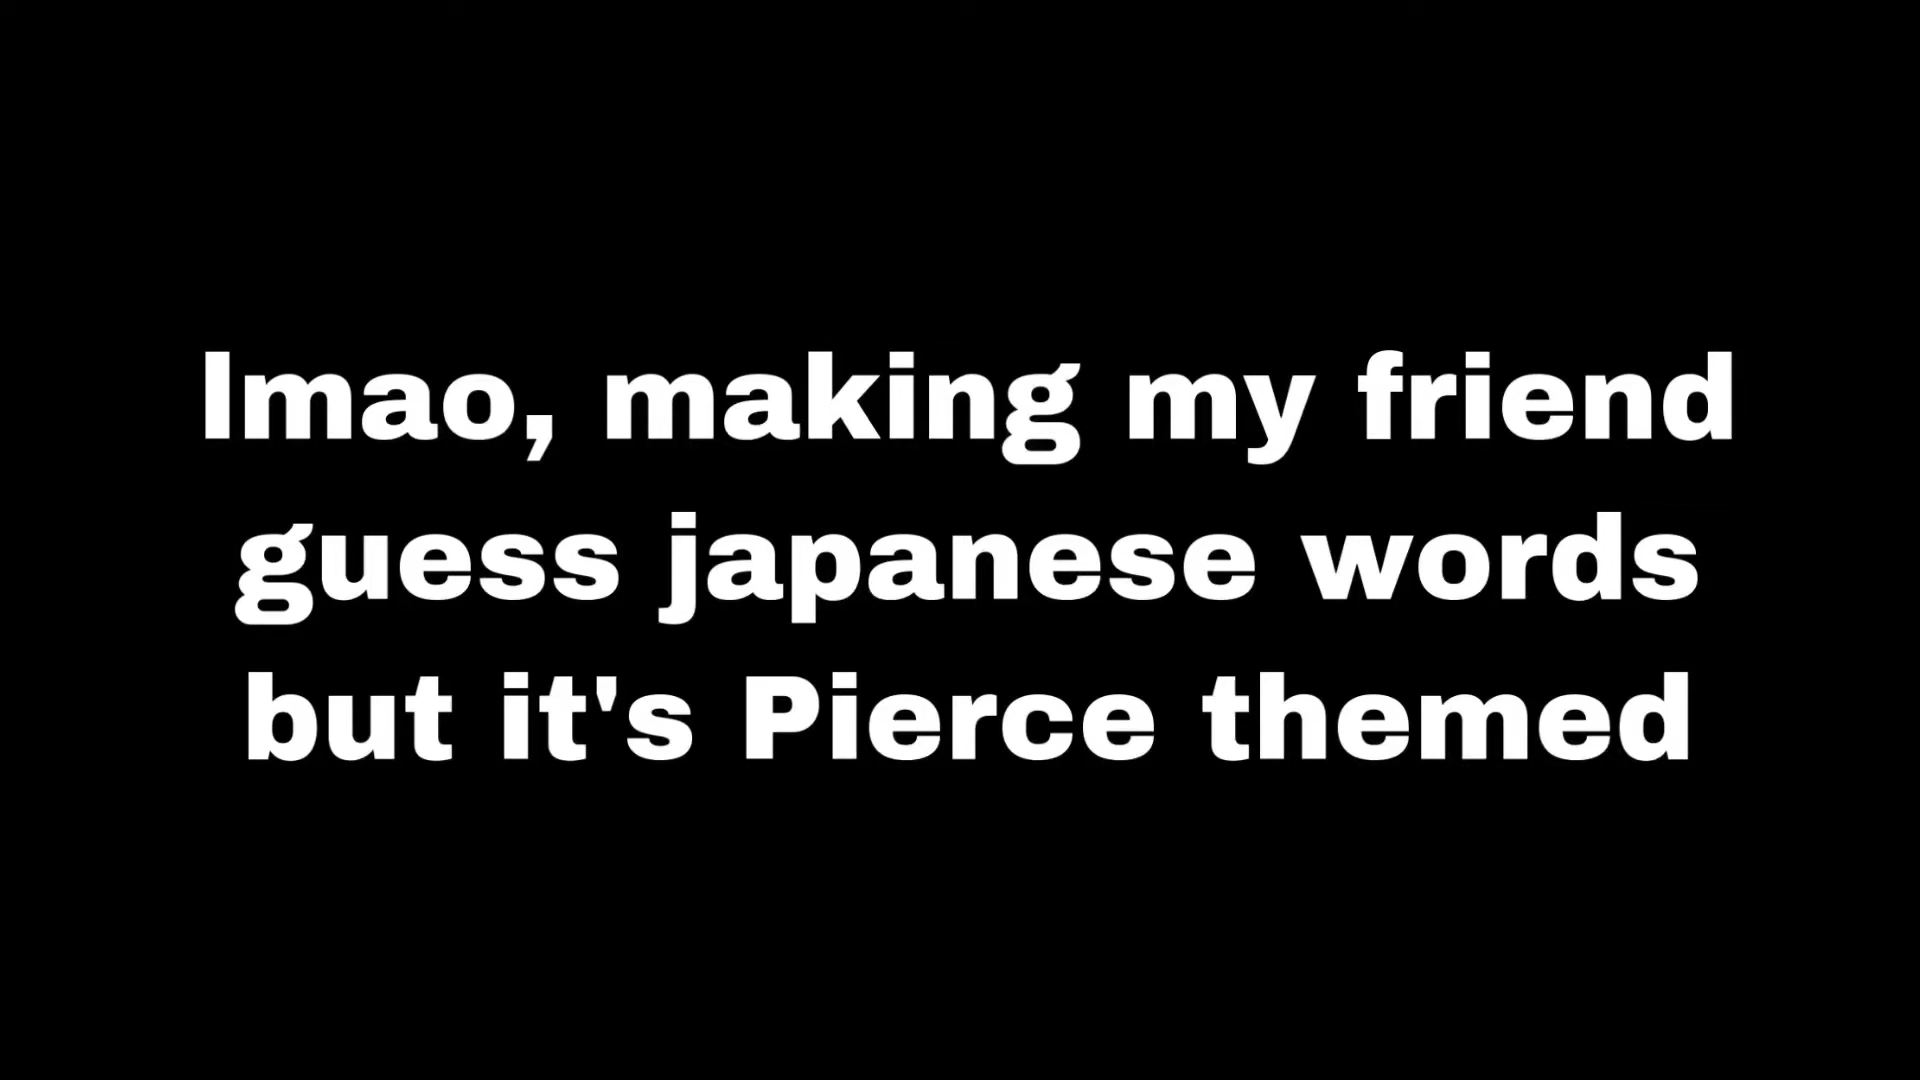 lmao, making my friend
guess japanese words
but it's Pierce themed